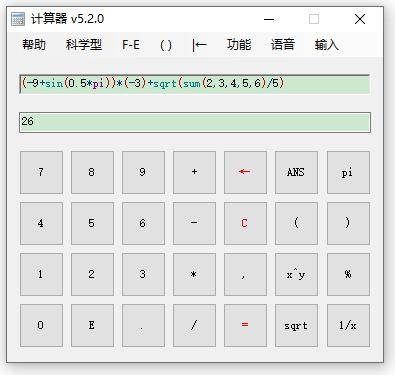 计算器 v5.2.0
帮助 科学型 F-E ( ) |← 功能 语音 输入
(-9+sin(0.5*pi))*(-3)+sqrt(sum(2,3,4,5,6)/5)
26
7 8 9 + ← ANS pi
4 5 6 - C ( )
1 2 3 * , x^y %
0 E . / = sqrt 1/x